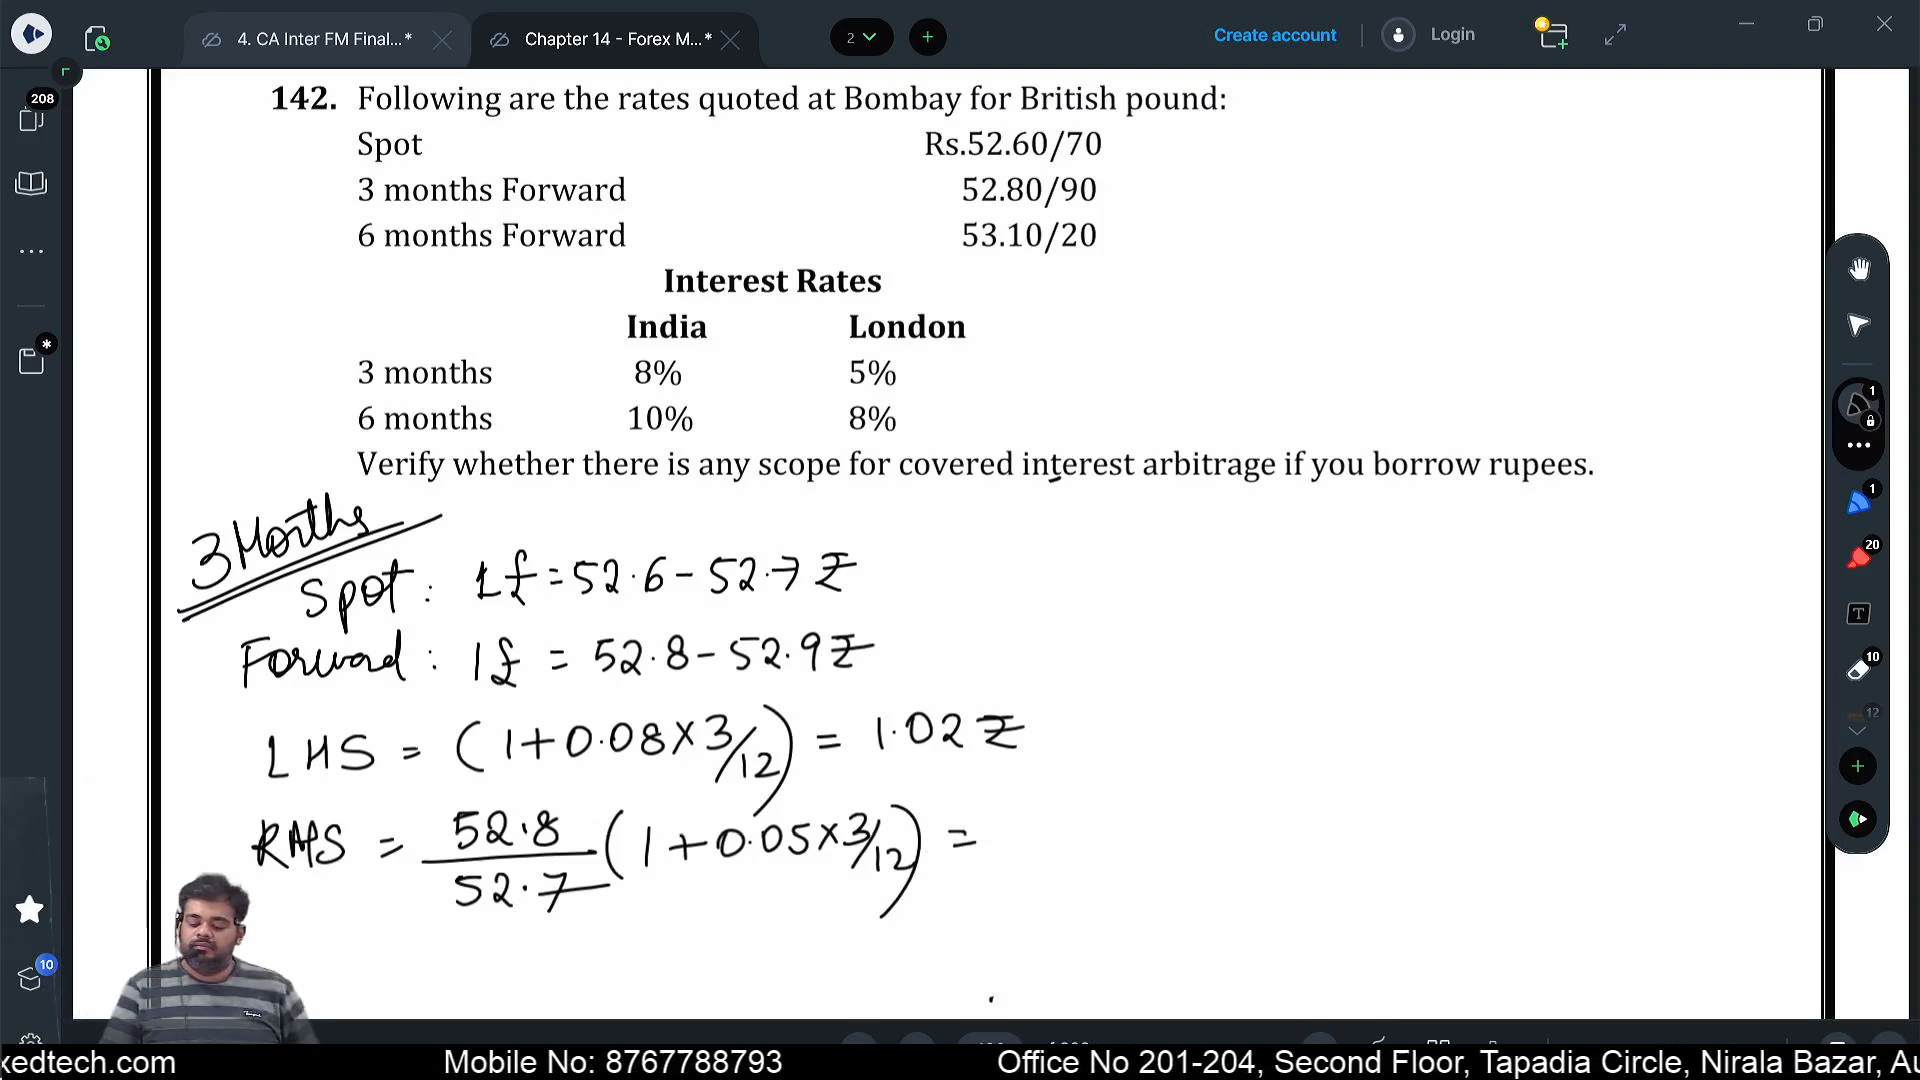 4. CA Inter FM Final...*
Chapter 14 - Forex M...*
2
Create account
Login
208
142. Following are the rates quoted at Bombay for British pound:
Spot Rs.52.60/70
3 months Forward 52.80/90
6 months Forward 53.10/20
Interest Rates
India London
3 months 8% 5%
6 months 10% 8%
Verify whether there is any scope for covered interest arbitrage if you borrow rupees.
3 Months
Spot : 1£ = 52.6 - 52.7 ₹
Forward : 1£ = 52.8 - 52.9 ₹
LHS = (1+0.08×3/12) = 1.02 ₹
RHS = 52.8/52.7 (1+0.05×3/12) =
1
1
20
T
10
12
10
xedtech.com Mobile No: 8767788793 Office No 201-204, Second Floor, Tapadia Circle, Nirala Bazar, Au